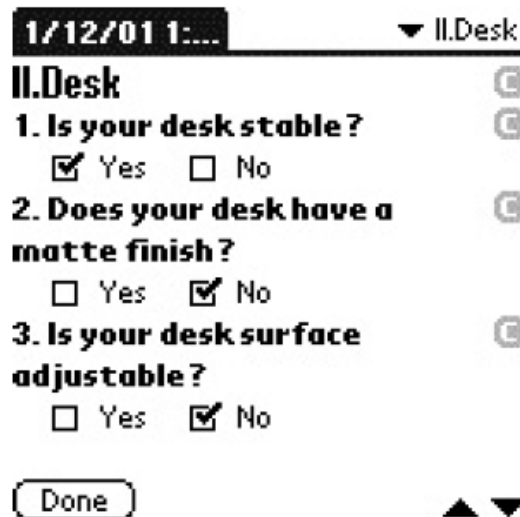 1/12/01 1:...
II.Desk
II.Desk
C
1. Is your desk stable?
C
Yes No
2. Does your desk have a
C
matte finish?
Yes No
3. Is your desk surface
C
adjustable?
Yes No
Done